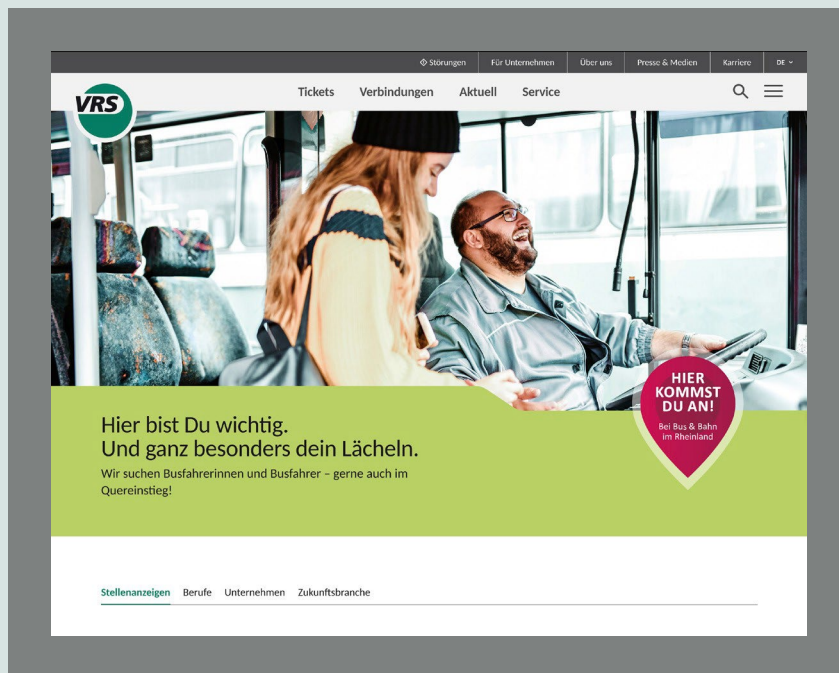 Störungen
Für Unternehmen
Über uns
Presse & Medien
Karriere
DE
VRS
Tickets
Verbindungen
Aktuell
Service
HIER
KOMMST
DU AN!
Bei Bus & Bahn
im Rheinland
Hier bist Du wichtig.
Und ganz besonders dein Lächeln.
Wir suchen Busfahrerinnen und Busfahrer – gerne auch im
Quereinstieg!
Stellenanzeigen
Berufe
Unternehmen
Zukunftsbranche